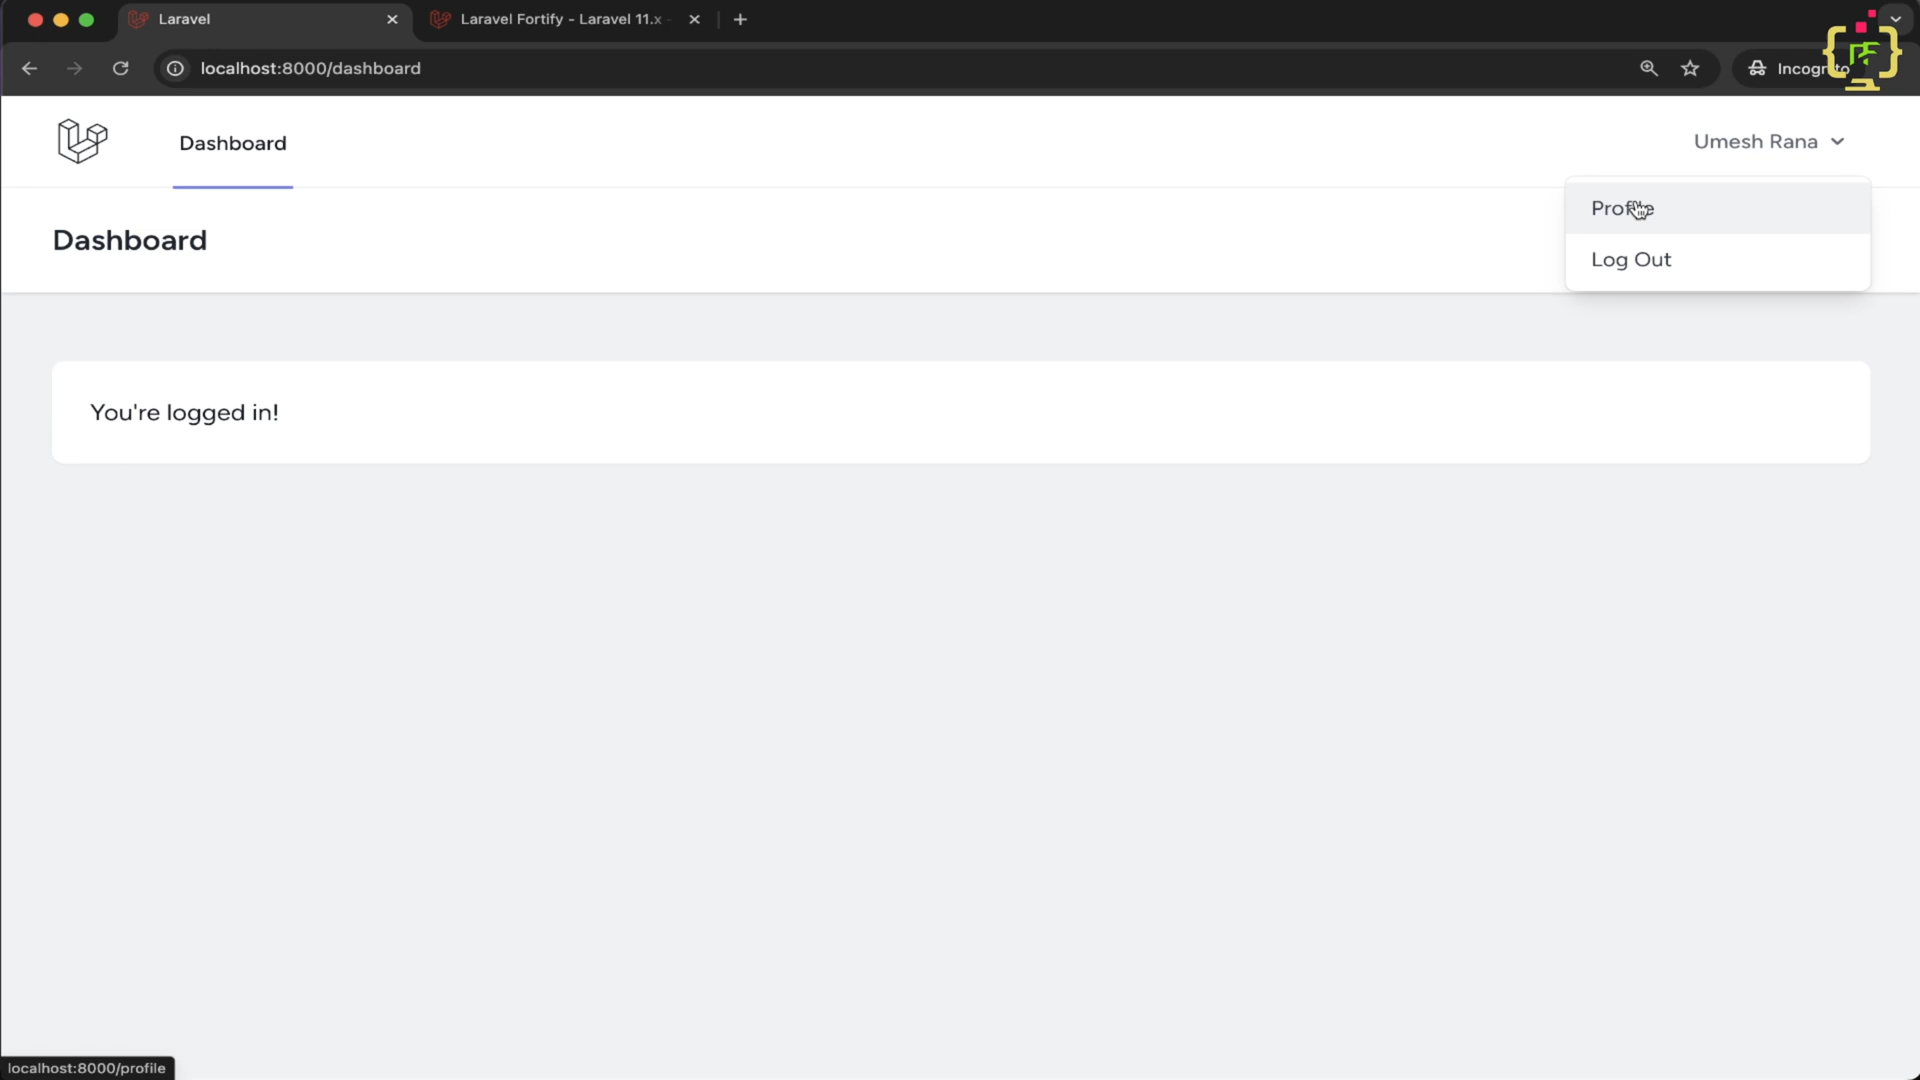 Laravel
Laravel Fortify - Laravel 11.x -
localhost:8000/dashboard
Incognito
Dashboard
Umesh Rana
Profile
Log Out
Dashboard
You're logged in!
localhost:8000/profile